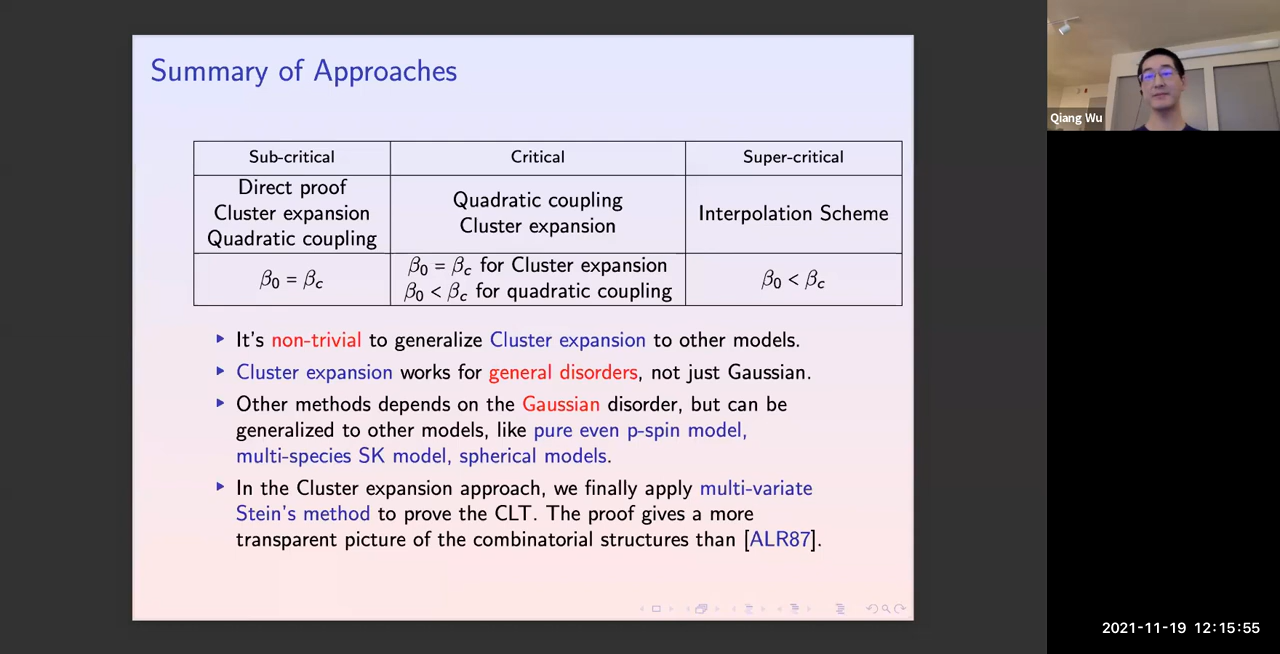 Summary of Approaches
Sub-critical
Critical
Super-critical
Direct proof
Cluster expansion
Quadratic coupling
Quadratic coupling
Cluster expansion
Interpolation Scheme
β₀ = β_c
β₀ = β_c for Cluster expansion
β₀ < β_c for quadratic coupling
β₀ < β_c
It's non-trivial to generalize Cluster expansion to other models.
Cluster expansion works for general disorders, not just Gaussian.
Other methods depends on the Gaussian disorder, but can be
generalized to other models, like pure even p-spin model,
multi-species SK model, spherical models.
In the Cluster expansion approach, we finally apply multi-variate
Stein's method to prove the CLT. The proof gives a more
transparent picture of the combinatorial structures than [ALR87].
Qiang Wu
2021-11-19 12:15:55